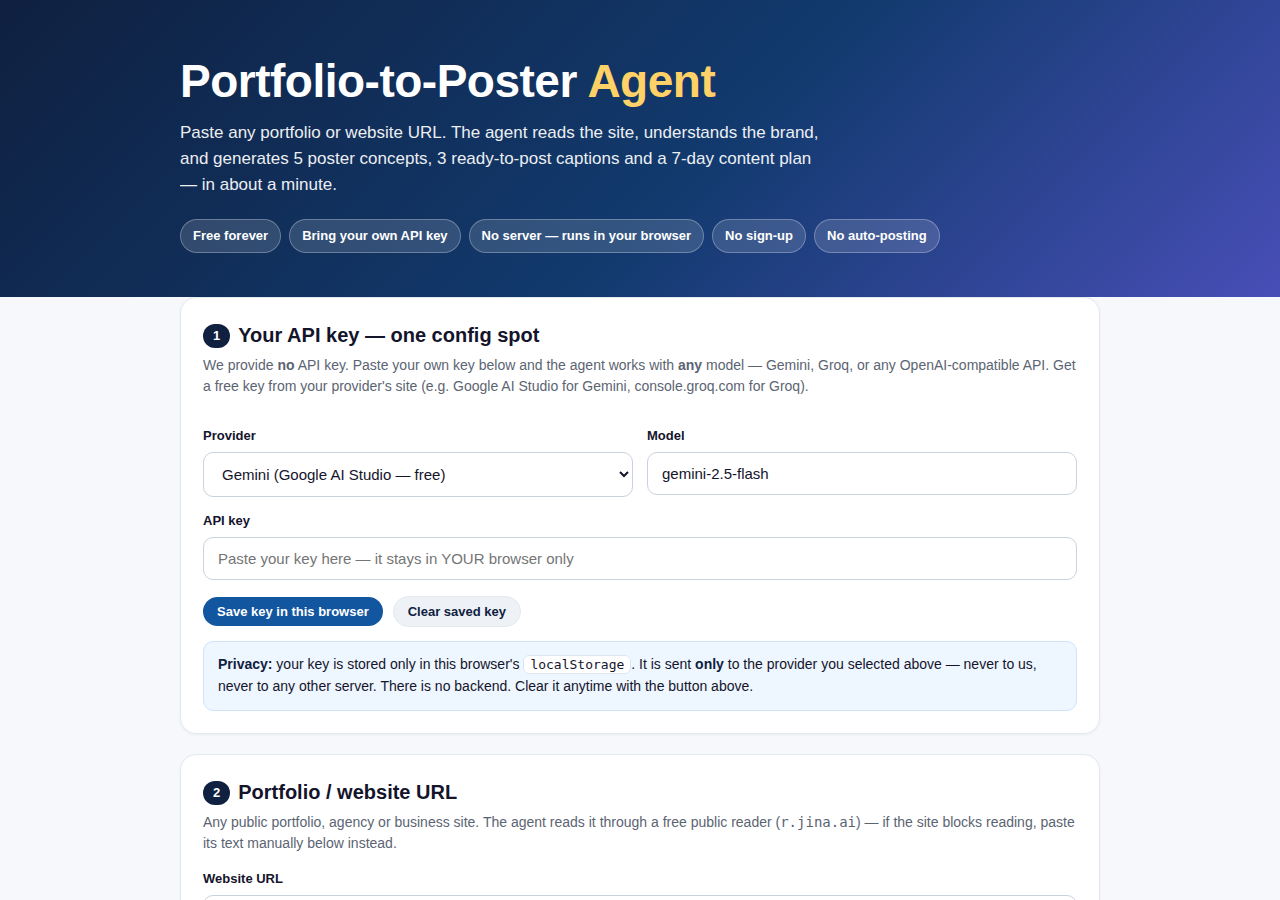 Portfolio-to-Poster Agent
Paste any portfolio or website URL. The agent reads the site, understands the brand,
and generates 5 poster concepts, 3 ready-to-post captions and a 7-day content plan
— in about a minute.
Free forever
Bring your own API key
No server — runs in your browser
No sign-up
No auto-posting
1 Your API key — one config spot
We provide no API key. Paste your own key below and the agent works with any model — Gemini, Groq, or any OpenAI-compatible API. Get
a free key from your provider's site (e.g. Google AI Studio for Gemini, console.groq.com for Groq).
Provider
Gemini (Google AI Studio — free)
Model
gemini-2.5-flash
API key
Paste your key here — it stays in YOUR browser only
Save key in this browser
Clear saved key
Privacy: your key is stored only in this browser's localStorage. It is sent only to the provider you selected above — never to us,
never to any other server. There is no backend. Clear it anytime with the button above.
2 Portfolio / website URL
Any public portfolio, agency or business site. The agent reads it through a free public reader (r.jina.ai) — if the site blocks reading, paste
its text manually below instead.
Website URL